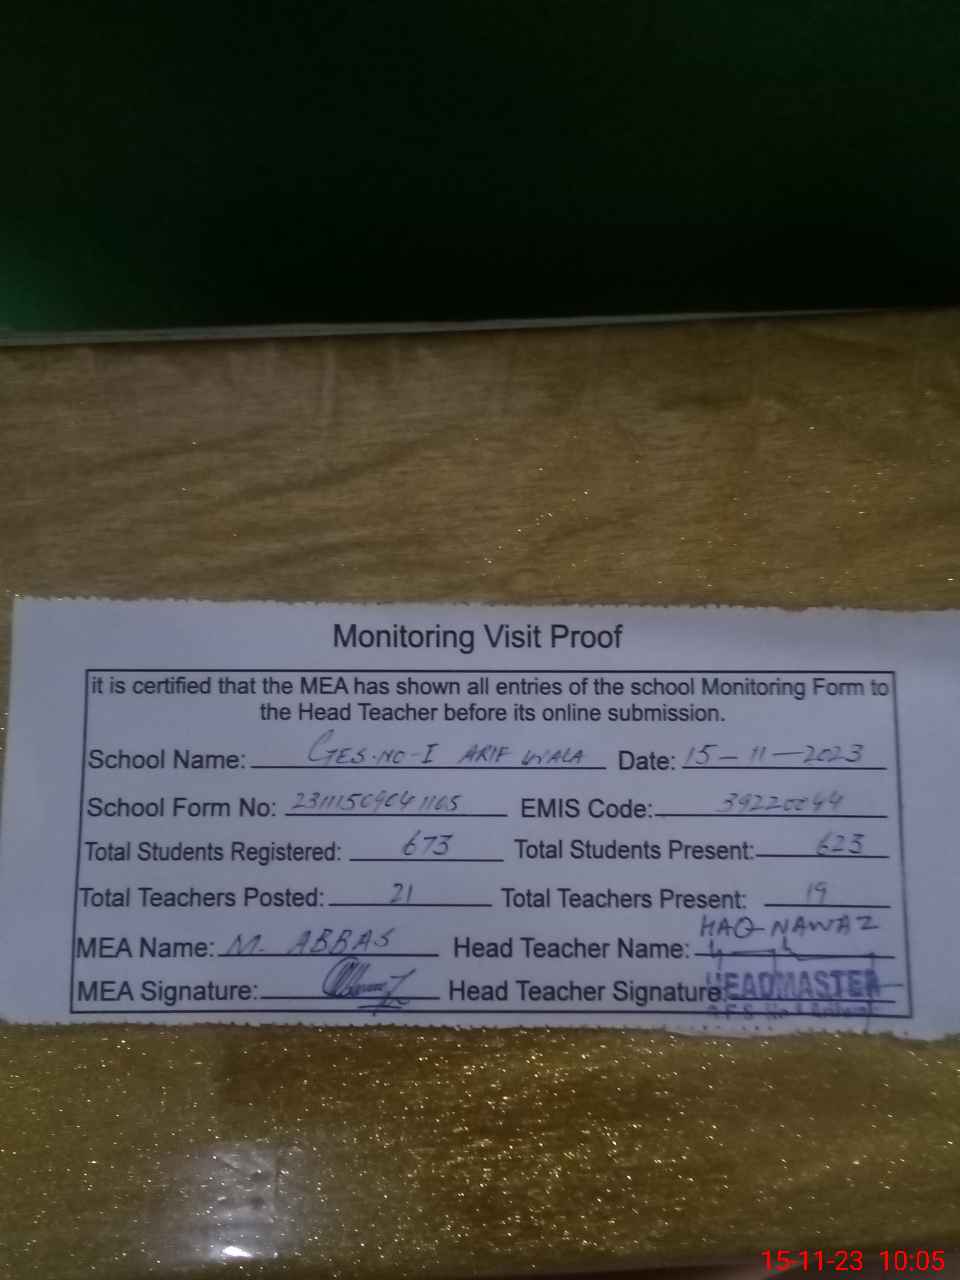 Monitoring Visit Proof
it is certified that the MEA has shown all entries of the school Monitoring Form to
the Head Teacher before its online submission.
School Name: GES.NO-I ARIF WALA Date: 15-11-2023
School Form No: EMIS Code: 39220044
Total Students Registered: 673 Total Students Present: 623
Total Teachers Posted: 21 Total Teachers Present: 19
MEA Name: M. ABBAS Head Teacher Name: HAQ NAWAZ
MEA Signature: Head Teacher Signature
HEADMASTER
15-11-23 10:05